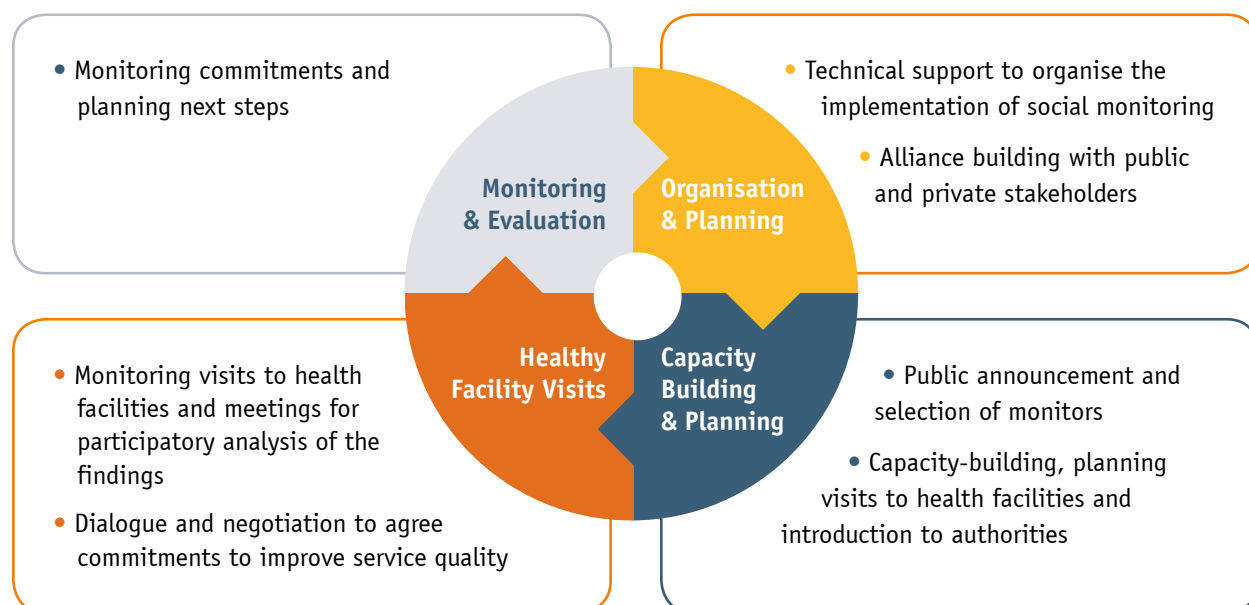 • Monitoring commitments and
planning next steps
• Technical support to organise the
implementation of social monitoring
• Alliance building with public
and private stakeholders
Monitoring
& Evaluation
Organisation
& Planning
Healthy
Facility Visits
Capacity
Building
& Planning
• Monitoring visits to health
facilities and meetings for
participatory analysis of the
findings
• Dialogue and negotiation to agree
commitments to improve service quality
• Public announcement and
selection of monitors
• Capacity-building, planning
visits to health facilities and
introduction to authorities